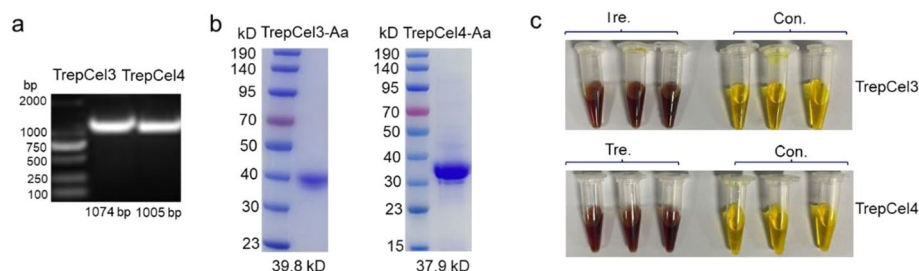 a
TrepCel3 TrepCel4
bp
2000
1000
750
500
250
100
1074 bp 1005 bp
b
kD TrepCel3-Aa
190
140
95
70
50
40
30
23
39.8 kD
kD TrepCel4-Aa
190
140
95
70
50
40
30
23
15
37.9 kD
c
Ire. Con.
TrepCel3
Tre. Con.
TrepCel4